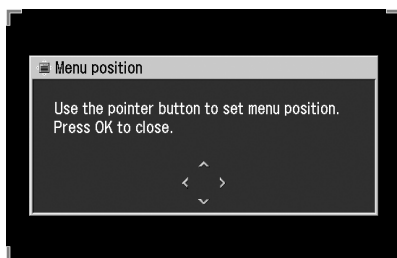 Menu position
Use the pointer button to set menu position.
Press OK to close.